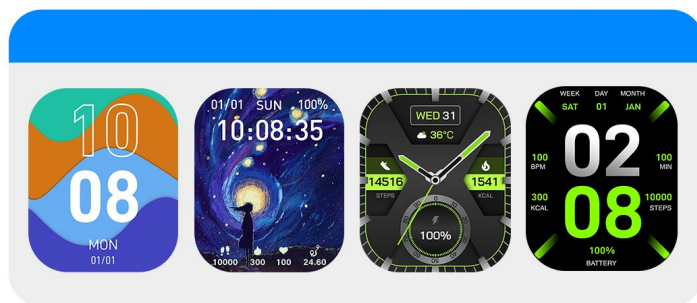 10
08
MON
01/01
01/01 SUN 100%
10:08:35
10000 300 100 24.60
WED 31
36°C
14516
STEPS
1541
KCAL
100%
WEEK DAY MONTH
SAT 01 JAN
02
08
100
BPM
100
MIN
300
KCAL
10000
STEPS
100%
BATTERY